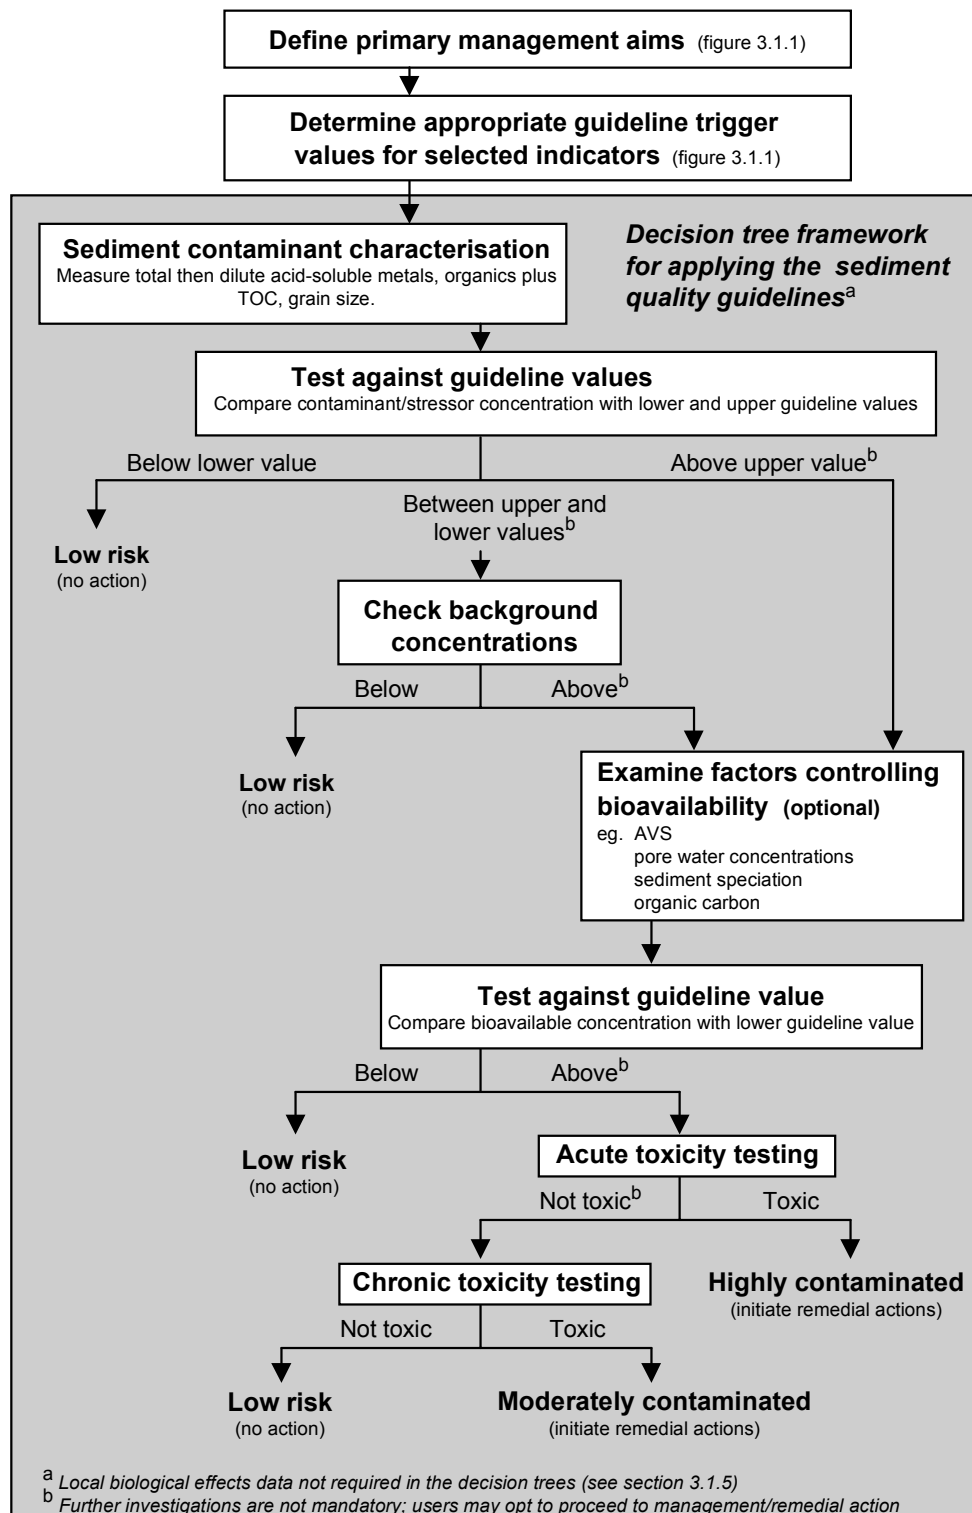 Define primary management aims (figure 3.1.1)
Determine appropriate guideline trigger
values for selected indicators (figure 3.1.1)
Sediment contaminant characterisation
Measure total then dilute acid-soluble metals, organics plus
TOC, grain size.
Decision tree framework
for applying the sediment
quality guidelinesa
Test against guideline values
Compare contaminant/stressor concentration with lower and upper guideline values
Below lower value
Above upper valueb
Between upper and
lower valuesb
Low risk
(no action)
Check background
concentrations
Below
Aboveb
Low risk
(no action)
Examine factors controlling
bioavailability (optional)
eg. AVS
pore water concentrations
sediment speciation
organic carbon
Test against guideline value
Compare bioavailable concentration with lower guideline value
Below
Aboveb
Low risk
(no action)
Acute toxicity testing
Not toxicb
Toxic
Chronic toxicity testing
Highly contaminated
(initiate remedial actions)
Not toxic
Toxic
Low risk
(no action)
Moderately contaminated
(initiate remedial actions)
a Local biological effects data not required in the decision trees (see section 3.1.5)
b Further investigations are not mandatory; users may opt to proceed to management/remedial action